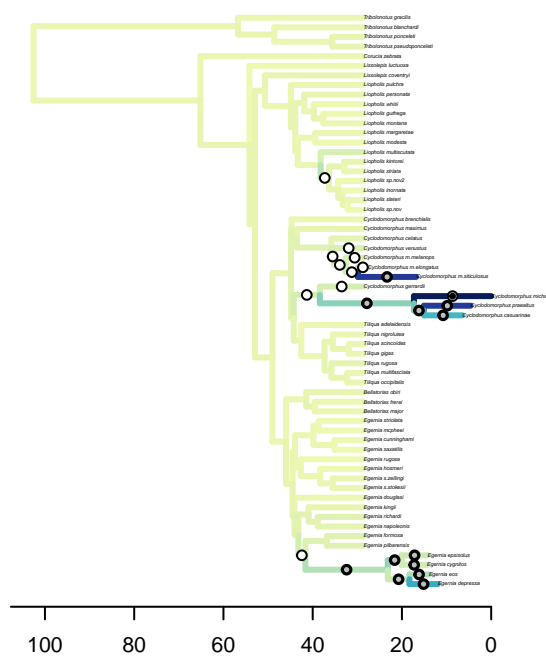 Tribolonotus gracilis
Tribolonotus blanchardi
Tribolonotus ponceleti
Tribolonotus pseudoponceleti
Corucia zebrata
Lissolepis luctuosa
Lissolepis coventryi
Liopholis pulchra
Liopholis personata
Liopholis whitii
Liopholis guthega
Liopholis montana
Liopholis margaretae
Liopholis modesta
Liopholis multiscutata
Liopholis kintorei
Liopholis striata
Liopholis sp.nov2
Liopholis inornata
Liopholis slateri
Liopholis sp.nov
Cyclodomorphus branchialis
Cyclodomorphus maximus
Cyclodomorphus celatus
Cyclodomorphus venustus
Cyclodomorphus m.melanops
Cyclodomorphus m.elongatus
Cyclodomorphus m.siticulosus
Cyclodomorphus gerrardii
Cyclodomorphus micha
Cyclodomorphus praealtus
Cyclodomorphus casuarinae
Tiliqua adelaidensis
Tiliqua nigrolutea
Tiliqua scincoides
Tiliqua gigas
Tiliqua rugosa
Tiliqua multifasciata
Tiliqua occipitalis
Bellatorias obiri
Bellatorias frerei
Bellatorias major
Egernia striolata
Egernia mcpheei
Egernia cunninghami
Egernia saxatilis
Egernia rugosa
Egernia hosmeri
Egernia s.zellingi
Egernia s.stokesii
Egernia douglasi
Egernia kingii
Egernia richardi
Egernia napoleonis
Egernia formosa
Egernia pilbarensis
Egernia epsisolus
Egernia cygnitos
Egernia eos
Egernia depressa
100 80 60 40 20 0